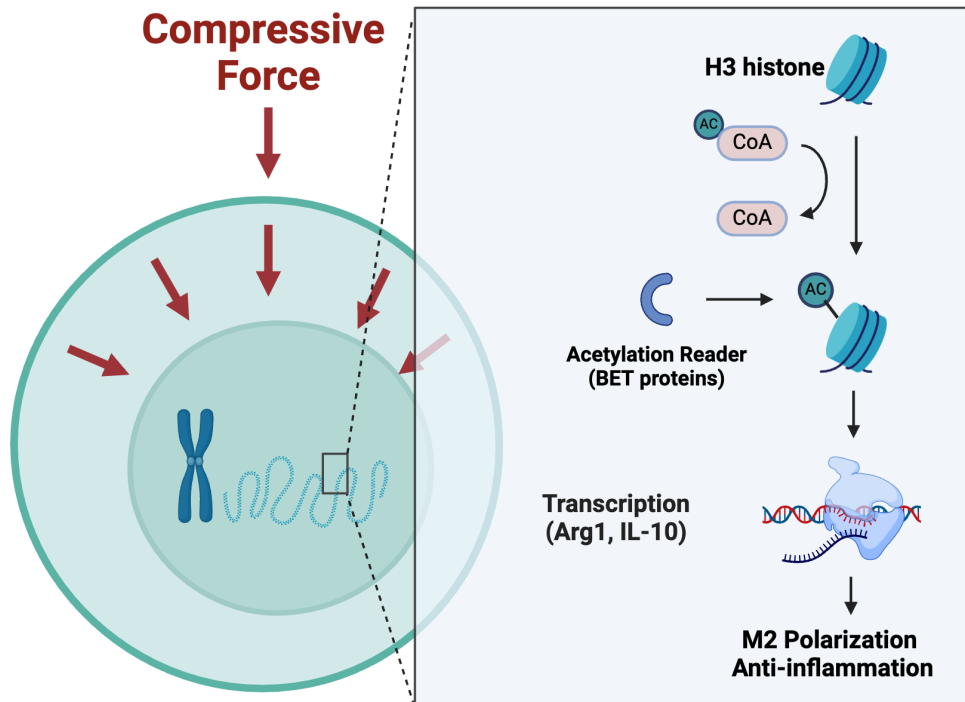 Compressive
Force
H3 histone
AC
CoA
CoA
AC
Acetylation Reader
(BET proteins)
Transcription
(Arg1, IL-10)
M2 Polarization
Anti-inflammation